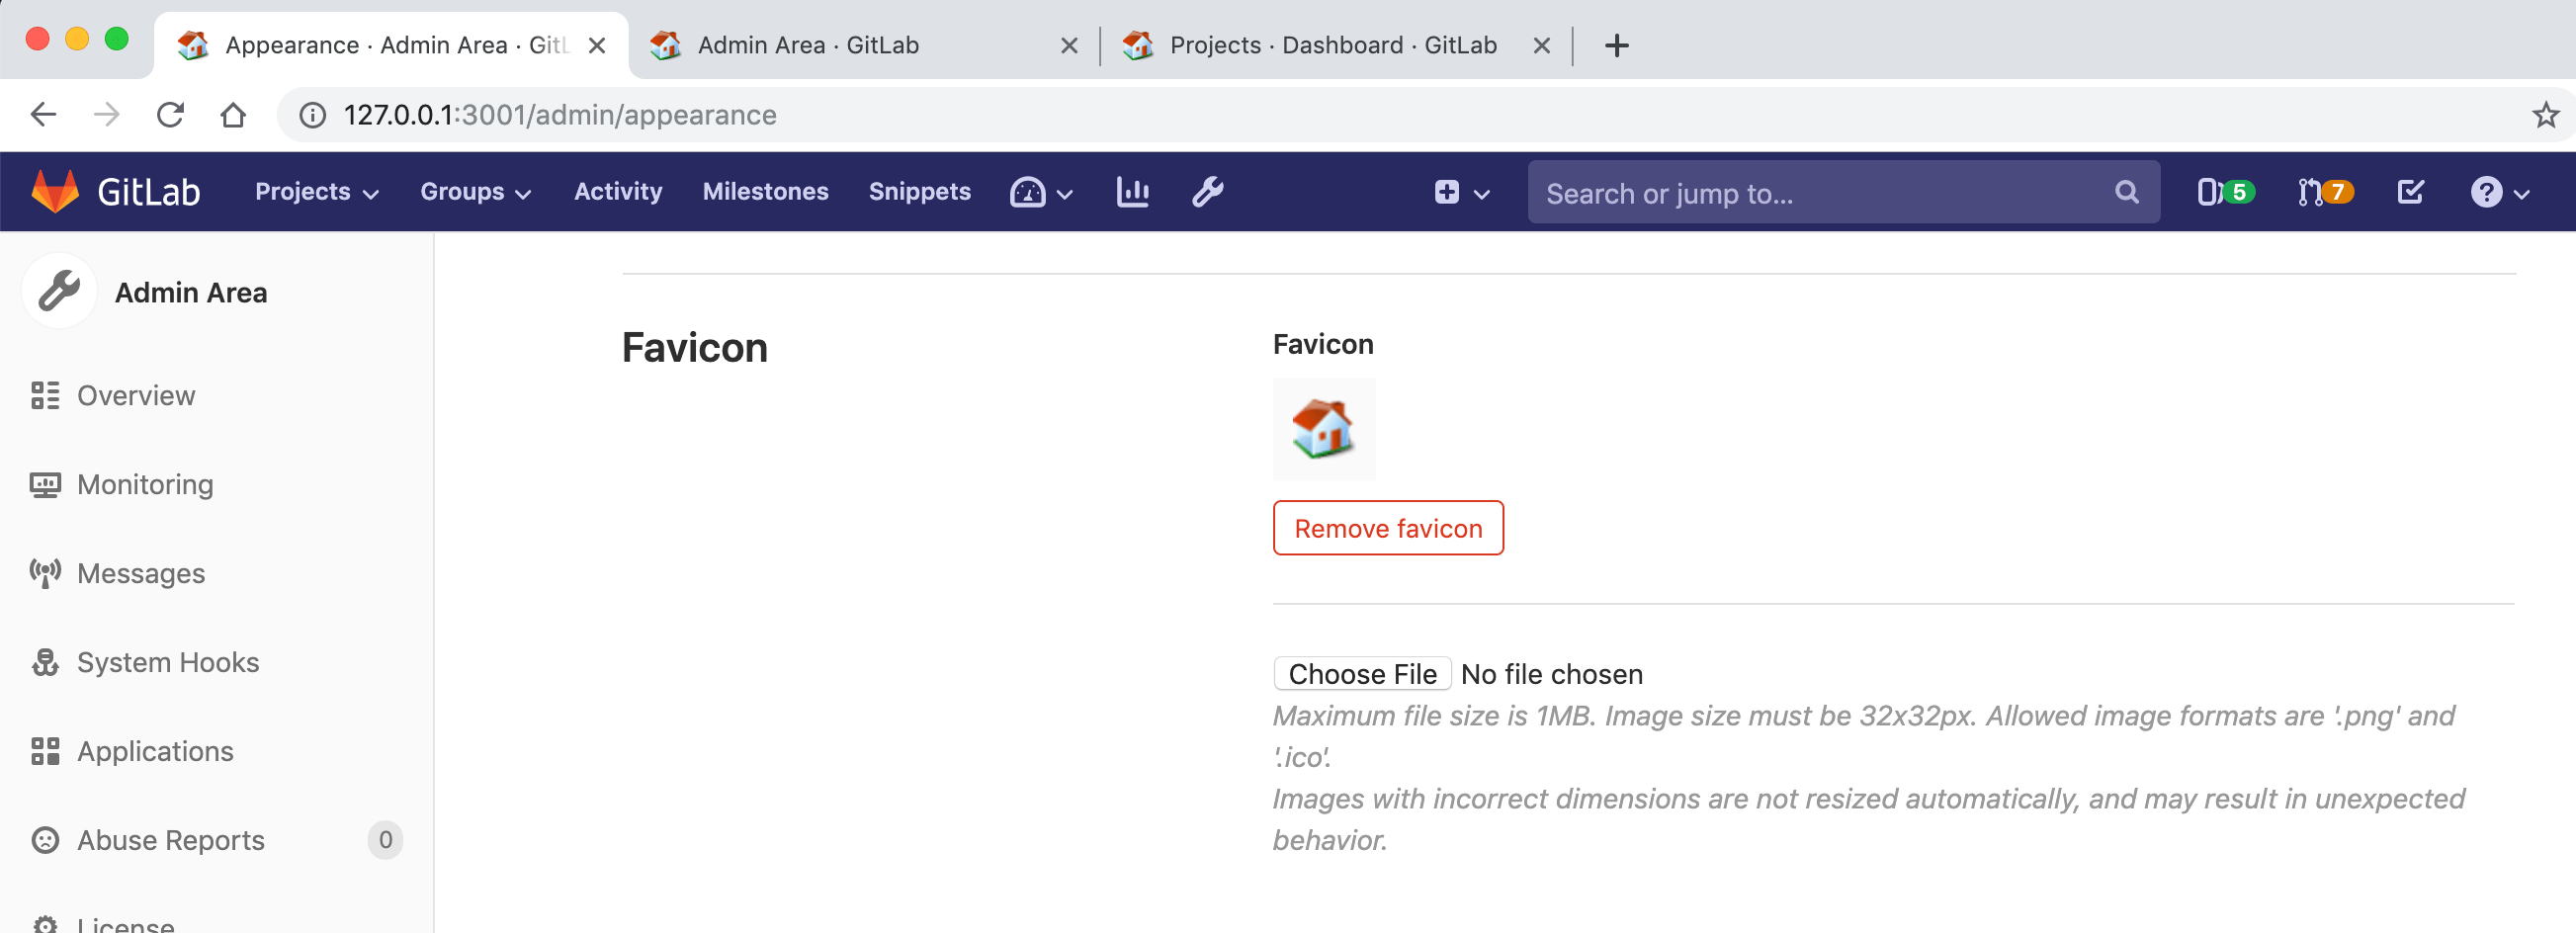 Appearance · Admin Area · GitL
Admin Area · GitLab
Projects · Dashboard · GitLab
127.0.0.1:3001/admin/appearance
GitLab
Projects
Groups
Activity
Milestones
Snippets
Search or jump to...
5
7
Admin Area
Overview
Monitoring
Messages
System Hooks
Applications
Abuse Reports 0
License
Favicon
Favicon
Remove favicon
Choose File No file chosen
Maximum file size is 1MB. Image size must be 32x32px. Allowed image formats are '.png' and
'.ico'.
Images with incorrect dimensions are not resized automatically, and may result in unexpected
behavior.